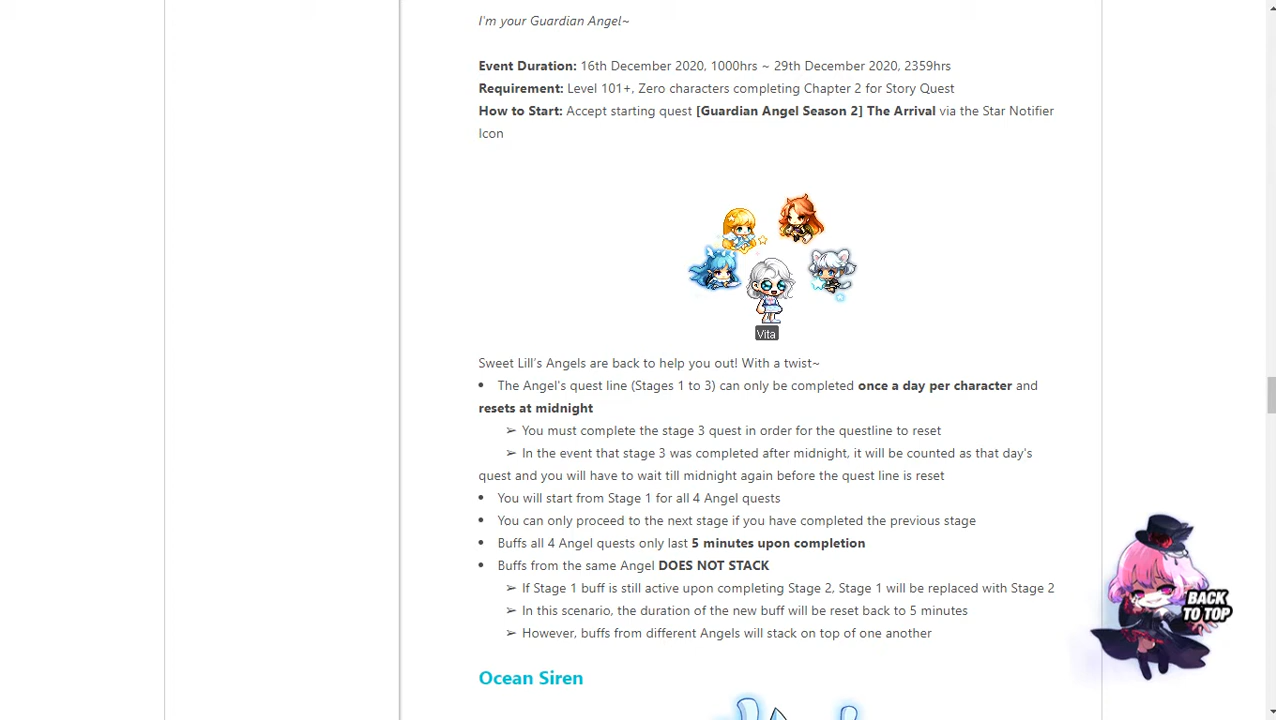 I'm your Guardian Angel~
Event Duration: 16th December 2020, 1000hrs ~ 29th December 2020, 2359hrs
Requirement: Level 101+, Zero characters completing Chapter 2 for Story Quest
How to Start: Accept starting quest [Guardian Angel Season 2] The Arrival via the Star Notifier
Icon
Vita
Sweet Lill's Angels are back to help you out! With a twist~
• The Angel's quest line (Stages 1 to 3) can only be completed once a day per character and
resets at midnight
➢ You must complete the stage 3 quest in order for the questline to reset
➢ In the event that stage 3 was completed after midnight, it will be counted as that day's
quest and you will have to wait till midnight again before the quest line is reset
• You will start from Stage 1 for all 4 Angel quests
• You can only proceed to the next stage if you have completed the previous stage
• Buffs all 4 Angel quests only last 5 minutes upon completion
• Buffs from the same Angel DOES NOT STACK
➢ If Stage 1 buff is still active upon completing Stage 2, Stage 1 will be replaced with Stage 2
➢ In this scenario, the duration of the new buff will be reset back to 5 minutes
➢ However, buffs from different Angels will stack on top of one another
BACK
TO TOP
Ocean Siren